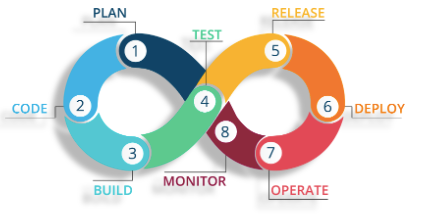 PLAN
1
CODE
2
BUILD
3
TEST
4
RELEASE
5
DEPLOY
6
OPERATE
7
MONITOR
8